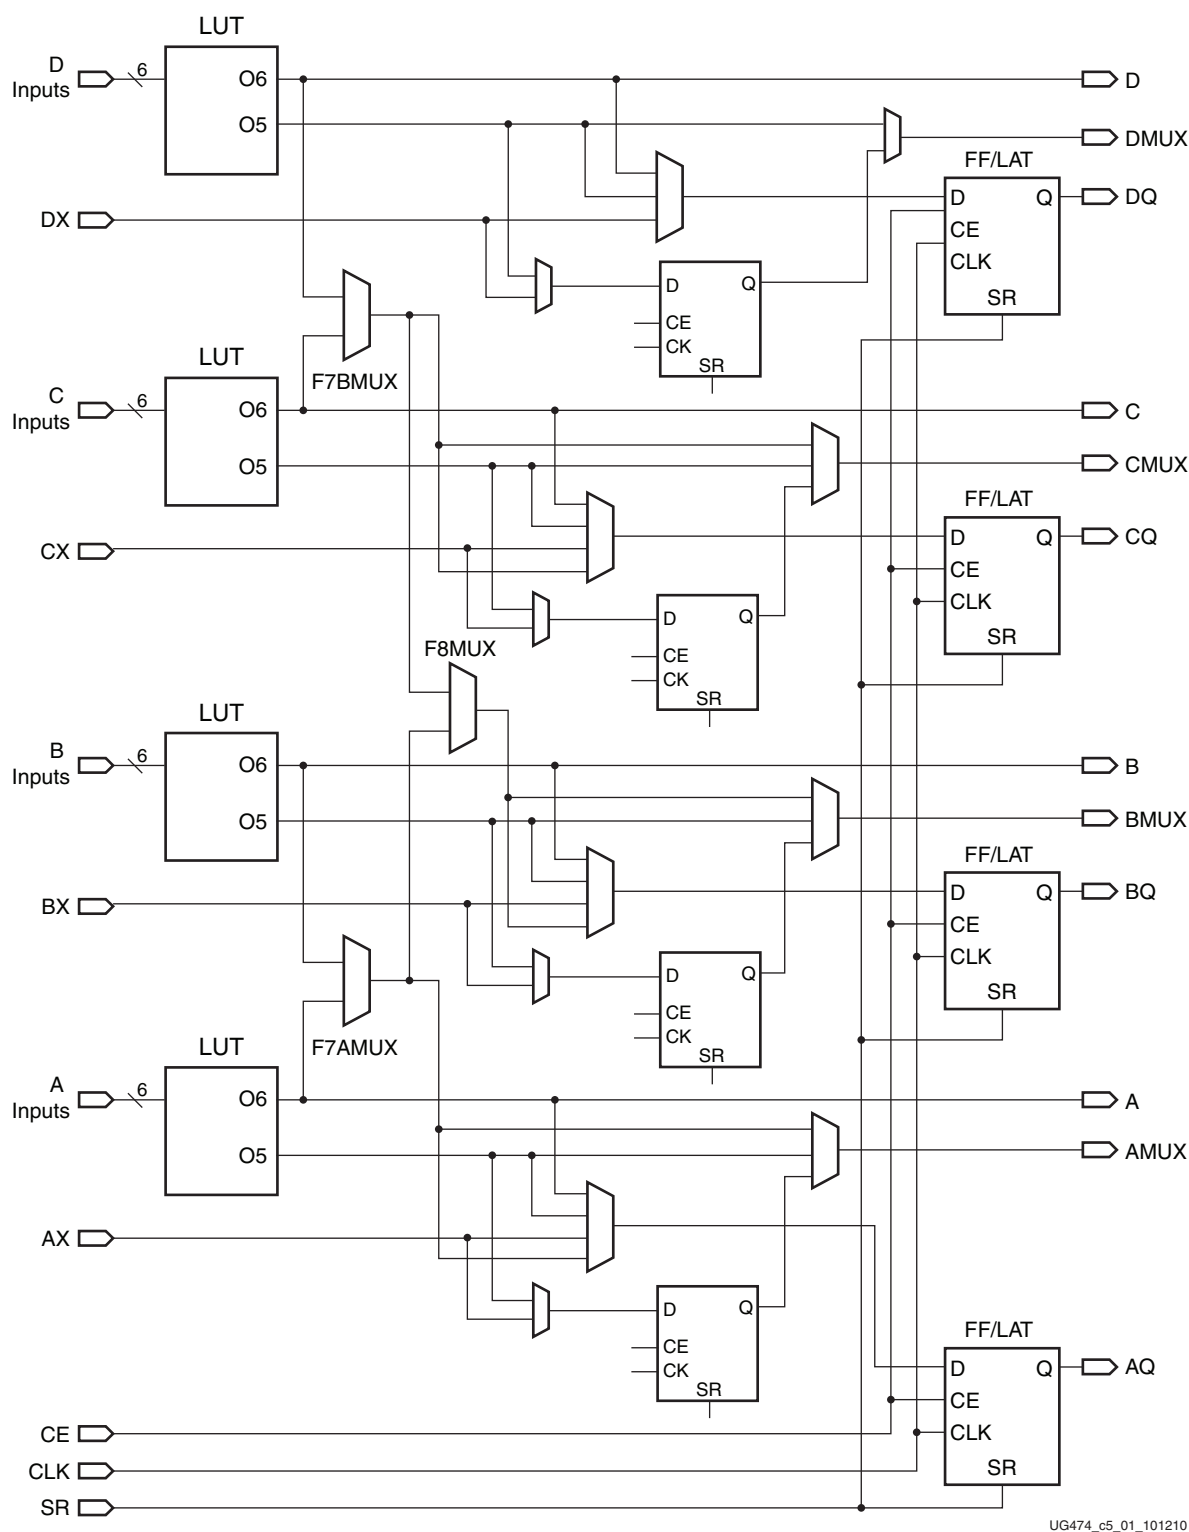 LUT
D
Inputs
6
O6
D
O5
DMUX
FF/LAT
D
Q
DQ
DX
CE
CLK
SR
D
Q
CE
CK
SR
F7BMUX
LUT
C
Inputs
6
O6
C
O5
CMUX
FF/LAT
D
Q
CQ
CX
CE
CLK
SR
D
Q
CE
CK
SR
F8MUX
LUT
B
Inputs
6
O6
B
O5
BMUX
FF/LAT
D
Q
BQ
BX
CE
CLK
SR
D
Q
CE
CK
SR
F7AMUX
LUT
A
Inputs
6
O6
A
O5
AMUX
AX
D
Q
CE
CK
SR
FF/LAT
D
Q
AQ
CE
CLK
SR
CE
CLK
SR
UG474_c5_01_101210